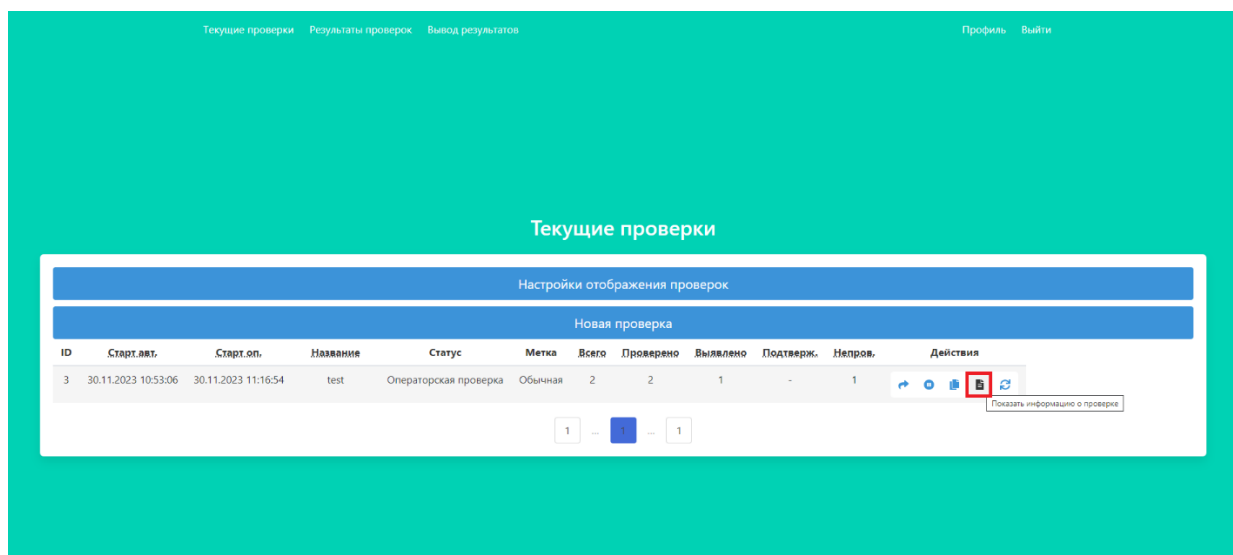 Текущие проверки Результаты проверок Вывод результатов Профиль Выйти
Текущие проверки
Настройки отображения проверок
Новая проверка
ID Старт авт. Старт оп. Название Статус Метка Всего Проверено Выявлено Подтверж. Непров. Действия
3 30.11.2023 10:53:06 30.11.2023 11:16:54 test Операторская проверка Обычная 2 2 1 - 1
Показать информацию о проверке
1 ... 1 ... 1